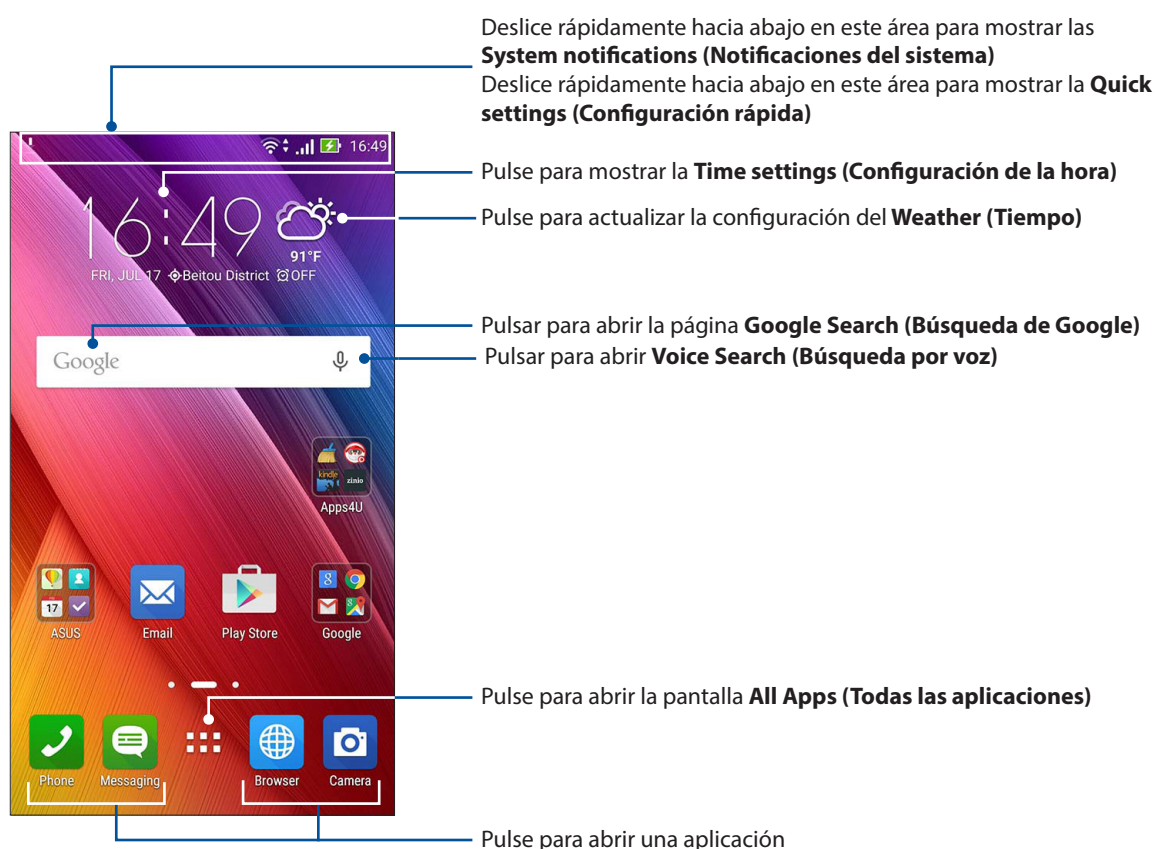 Deslice rápidamente hacia abajo en este área para mostrar las
System notifications (Notificaciones del sistema)
Deslice rápidamente hacia abajo en este área para mostrar la Quick
settings (Configuración rápida)
16:49
Pulse para mostrar la Time settings (Configuración de la hora)
16:49
Pulse para actualizar la configuración del Weather (Tiempo)
91°F
FRI, JUL 17 Beitou District OFF
Pulsar para abrir la página Google Search (Búsqueda de Google)
Google
Pulsar para abrir Voice Search (Búsqueda por voz)
kindle zinio
Apps4U
8
17
ASUS Email Play Store Google
Pulse para abrir la pantalla All Apps (Todas las aplicaciones)
Phone Messaging Browser Camera
Pulse para abrir una aplicación